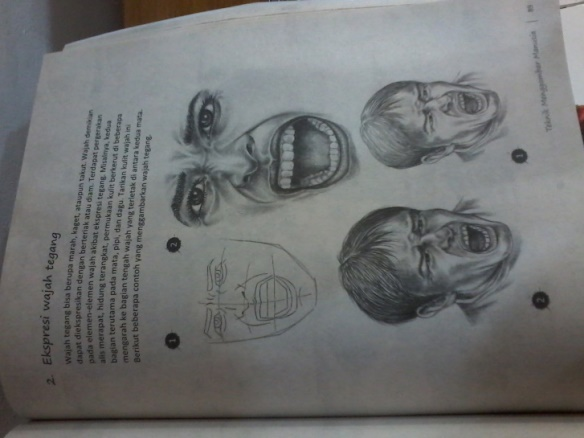 2. Ekspresi wajah tegang
Wajah tegang bisa berupa marah, kaget, ataupun takut. Wajah demikian
dapat diekspresikan dengan berteriak atau diam. Terdapat pergerakan
pada elemen-elemen wajah akibat ekspresi tegang. Misalnya, kedua
alis merapat, hidung terangkat, permukaan kulit berkerut di beberapa
bagian terutama pada mata, pipi, dan dagu. Tarikan kulit wajah ini
mengarah ke bagian tengah wajah yang terletak di antara kedua mata.
Berikut beberapa contoh yang menggambarkan wajah tegang.
1
2
2
1
Teknik Menggambar Manusia |